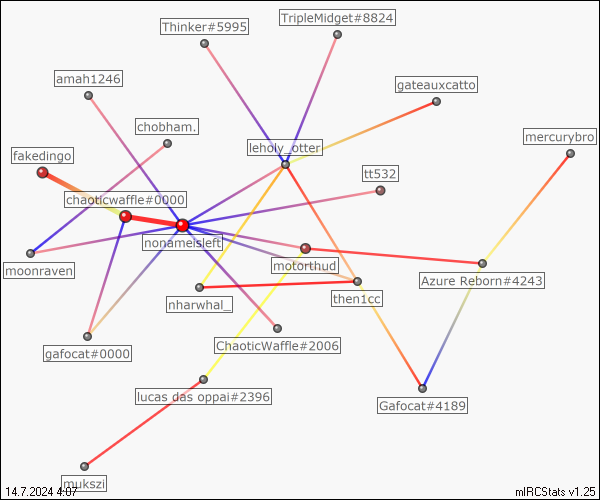 TripleMidget#8824
Thinker#5995
amah1246
gateauxcatto
chobham.
mercurybro
leholy_otter
fakedingo
tt532
chaoticwaffle#0000
nonameisleft
motorthud
moonraven
Azure Reborn#4243
nharwhal_
then1cc
ChaoticWaffle#2006
gafocat#0000
lucas das oppai#2396
Gafocat#4189
mukszi
14.7.2024 4:07
mIRCStats v1.25